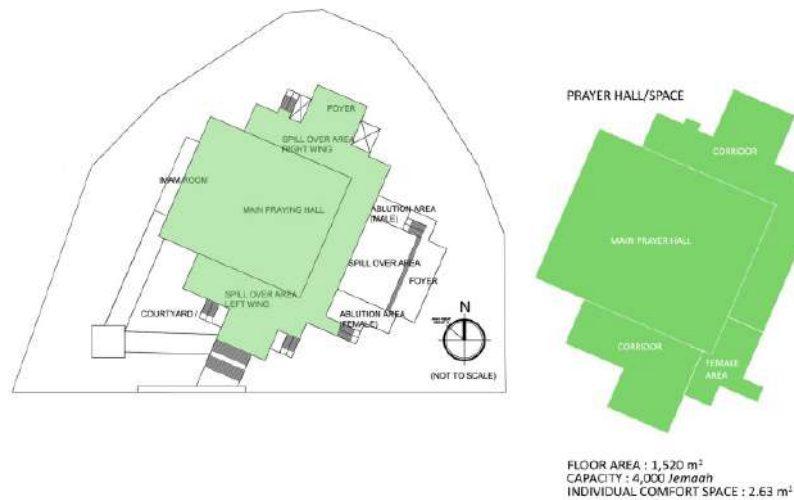 FOYER
SPILL OVER AREA
RIGHT WING
IMAM ROOM
MAIN PRAYING HALL
ABLUTION AREA
(MALE)
SPILL OVER AREA
FOYER
SPILL OVER AREA
LEFT WING
COURTYARD /
ABLUTION AREA
(FEMALE)
N
(NOT TO SCALE)
PRAYER HALL/SPACE
CORRIDOR
MAIN PRAYER HALL
CORRIDOR
FEMALE
AREA
FLOOR AREA : 1,520 m²
CAPACITY : 4,000 Jemaah
INDIVIDUAL COMFORT SPACE : 2.63 m²